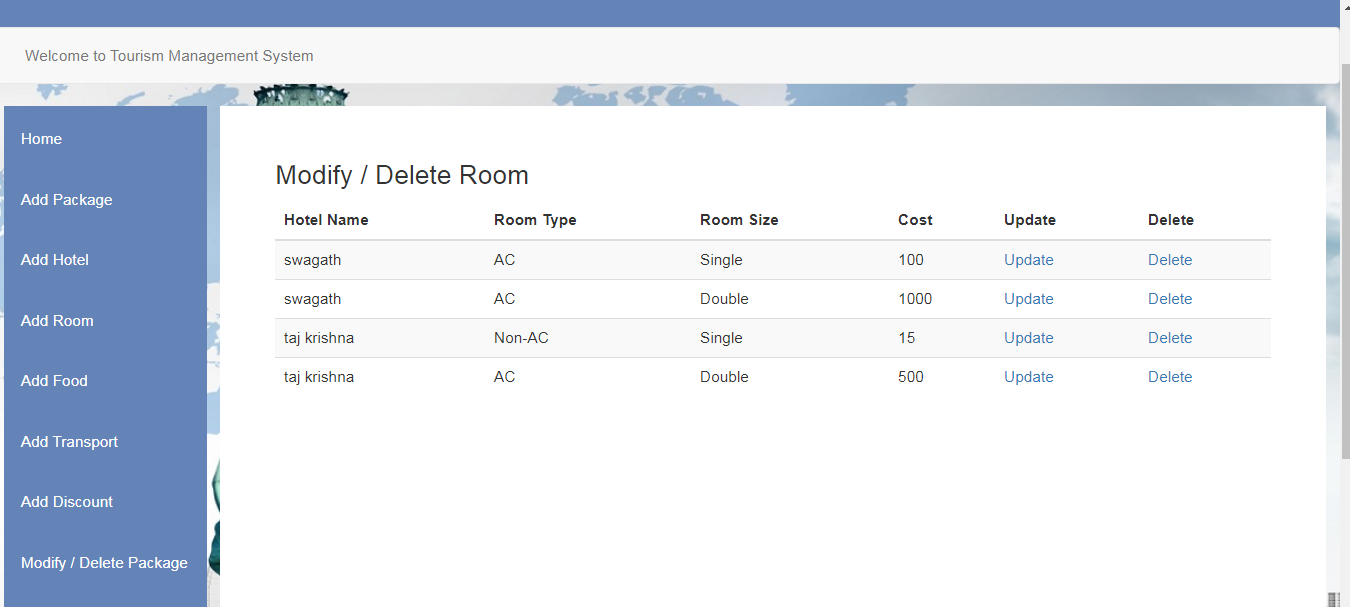 Welcome to Tourism Management System
Home
Add Package
Add Hotel
Add Room
Add Food
Add Transport
Add Discount
Modify / Delete Package
Modify / Delete Room
Hotel Name Room Type Room Size Cost Update Delete
swagath AC Single 100 Update Delete
swagath AC Double 1000 Update Delete
taj krishna Non-AC Single 15 Update Delete
taj krishna AC Double 500 Update Delete